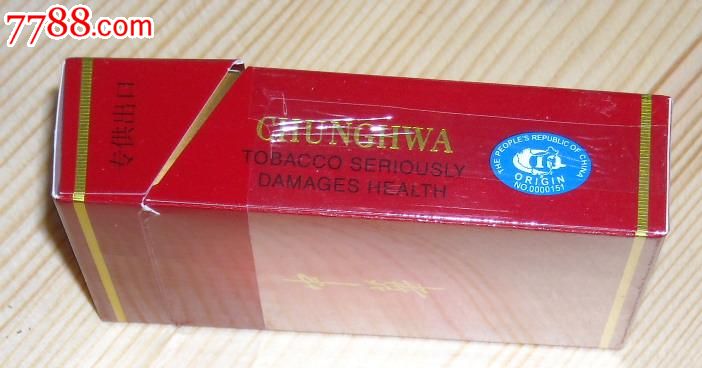 7788.com
专供出口
CHUNGHWA
TOBACCO SERIOUSLY
DAMAGES HEALTH
THE PEOPLE'S REPUBLIC OF CHINA
ORIGIN
NO.0000151
中华